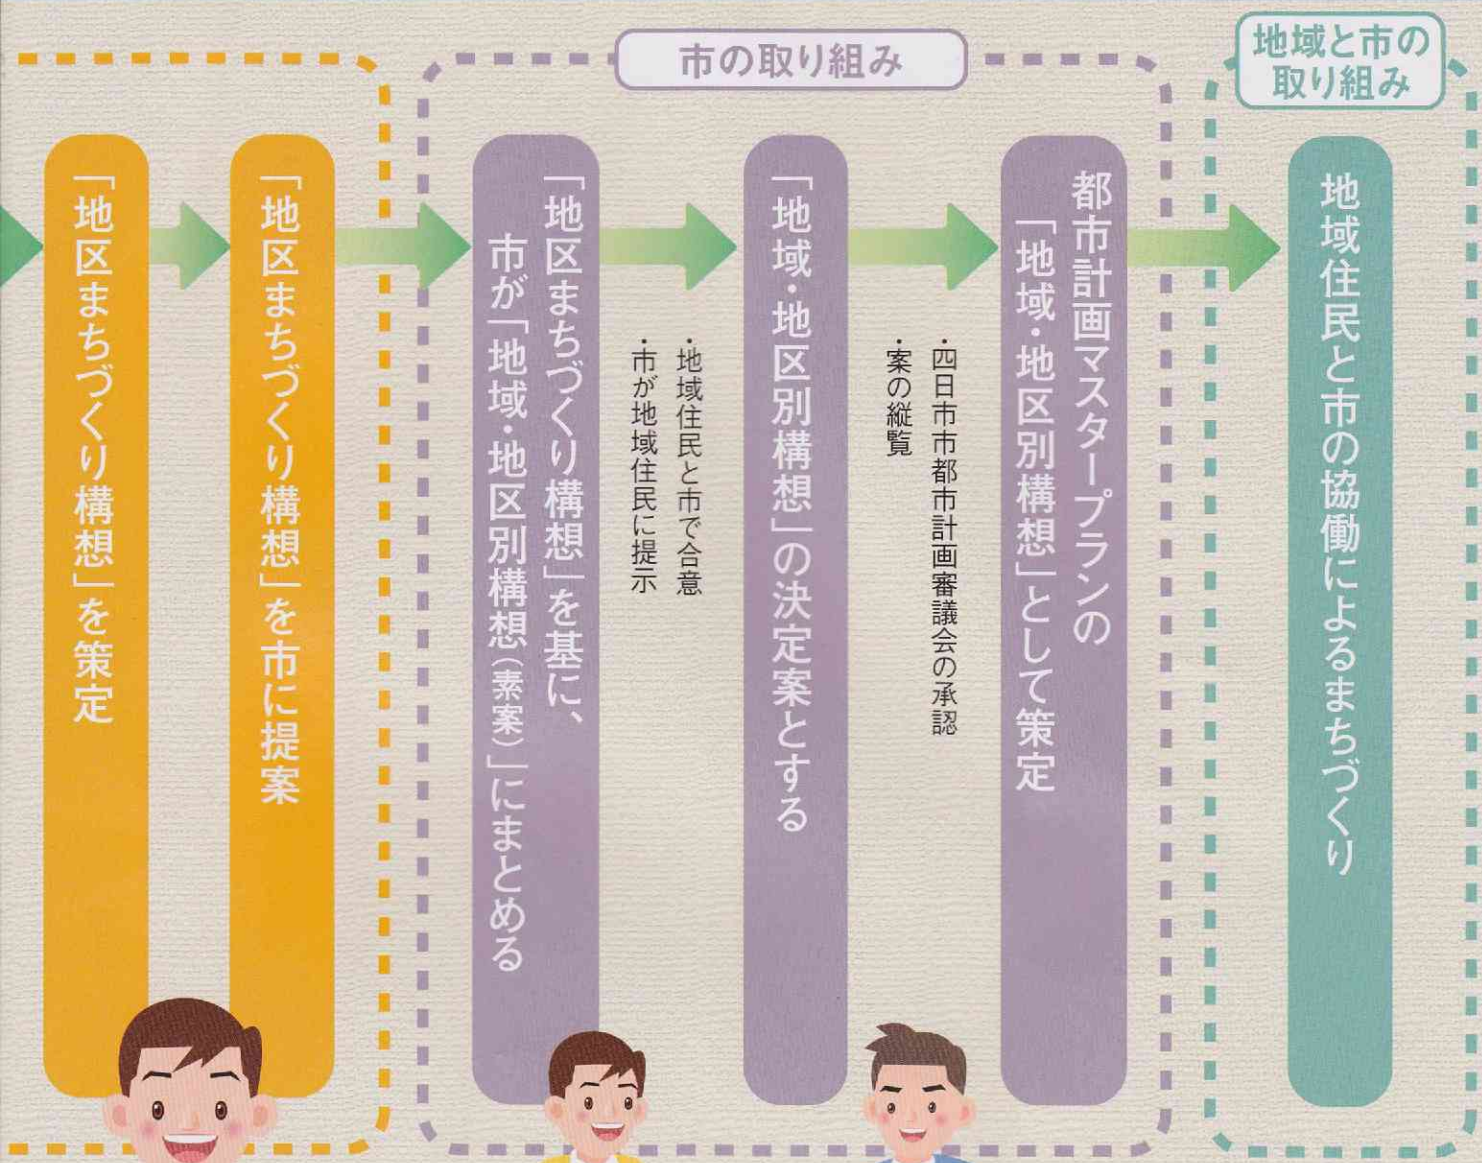 「地区まちづくり構想」を策定
「地区まちづくり構想」を市に提案
市の取り組み
「地区まちづくり構想」を基に、
市が「地域・地区別構想（素案）」にまとめる
・地域住民と市で合意
・市が地域住民に提示
「地域・地区別構想」の決定案とする
・四日市市都市計画審議会の承認
・案の縦覧
都市計画マスタープランの
「地域・地区別構想」として策定
地域と市の
取り組み
地域住民と市の協働によるまちづくり